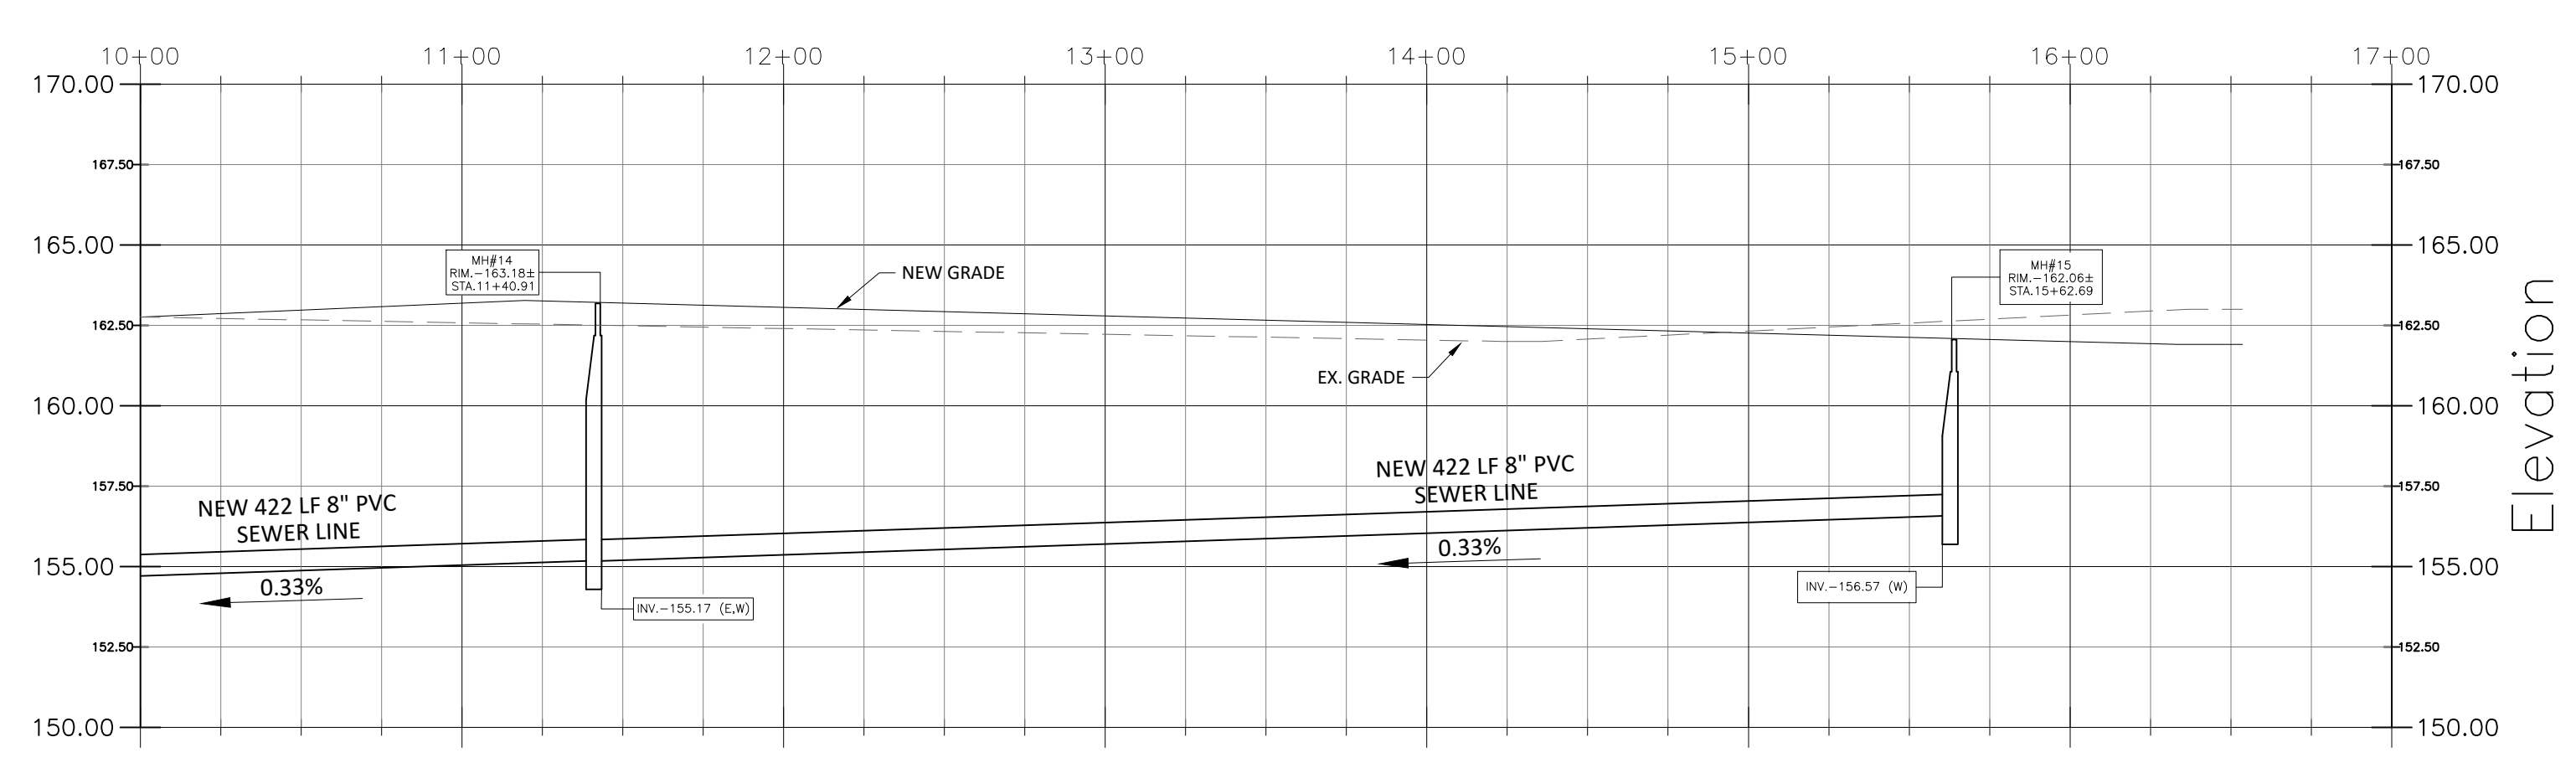 10+00 11+00 12+00 13+00 14+00 15+00 16+00 17+00
170.00 170.00
167.50 167.50
165.00 165.00
MH#14
RIM.-163.18±
STA.11+40.91
NEW GRADE
MH#15
RIM.-162.06±
STA.15+62.69
162.50 162.50
EX. GRADE
160.00 160.00
Elevation
157.50 157.50
NEW 422 LF 8" PVC
SEWER LINE
NEW 422 LF 8" PVC
SEWER LINE
155.00 155.00
0.33%
0.33%
INV.-155.17 (E,W)
INV.-156.57 (W)
152.50 152.50
150.00 150.00